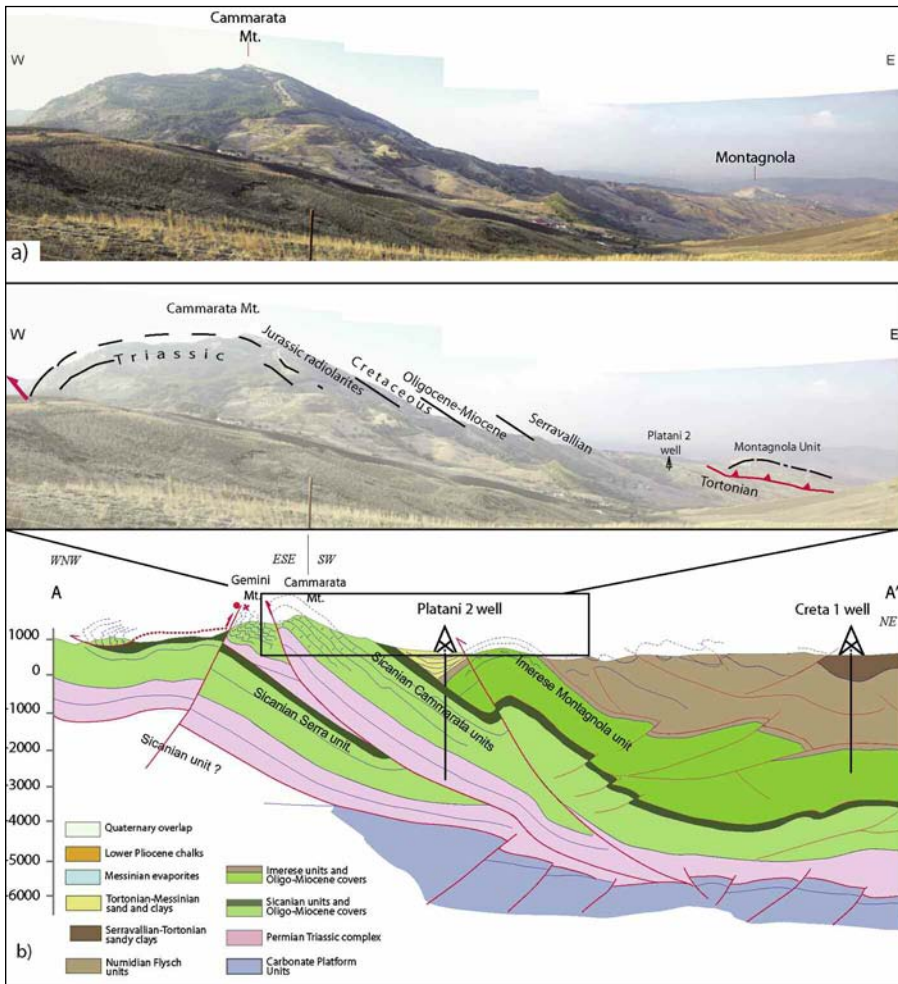 Cammarata
Mt.
W
E
Montagnola
a)
Cammarata Mt.
W
E
Triassic
Jurassic radiolarites
Cretaceous
Oligocene-Miocene
Serravallian
Platani 2
well
Montagnola Unit
Tortonian
WNW
ESE
SW
A
Gemini
Mt.
Cammarata
Mt.
Platani 2 well
Creta 1 well
A'
NE
1000
0
-1000
-2000
-3000
-4000
-5000
-6000
Sicanian unit ?
Sicanian Serra unit
Sicanian Cammarata units
Imerese Montagnola unit
Quaternary overlap
Lower Pliocene chalks
Messinian evaporites
Tortonian-Messinian
sand and clays
Serravallian-Tortonian
sandy clays
Numidian Flysch
units
Imerese units and
Oligo-Miocene covers
Sicanian units and
Oligo-Miocene covers
Permian Triassic complex
Carbonate Platform
Units
b)